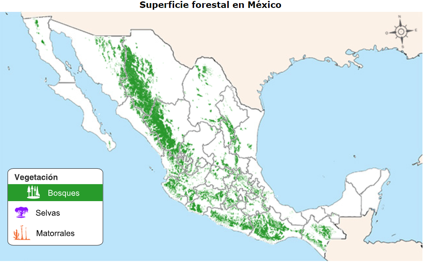 Superficie forestal en México
Vegetación
Bosques
Selvas
Matorrales